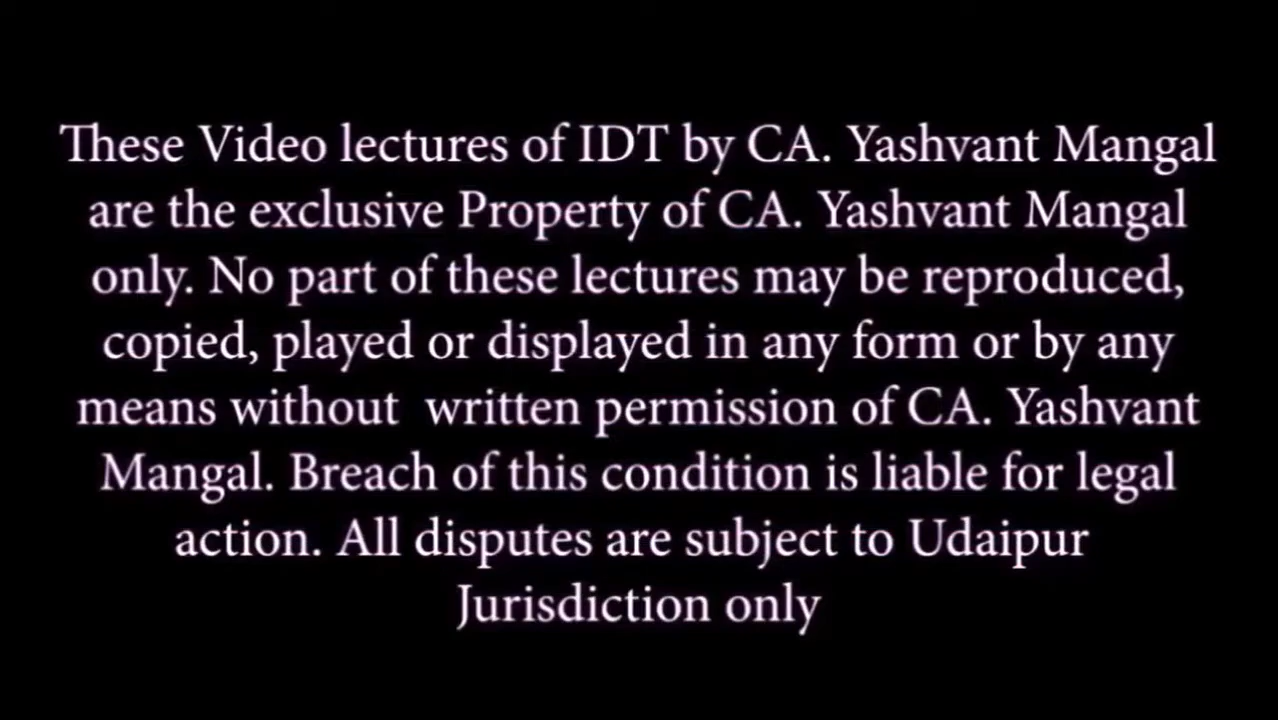 These Video lectures of IDT by CA. Yashvant Mangal
are the exclusive Property of CA. Yashvant Mangal
only. No part of these lectures may be reproduced,
copied, played or displayed in any form or by any
means without  written permission of CA. Yashvant
Mangal. Breach of this condition is liable for legal
action. All disputes are subject to Udaipur
Jurisdiction only